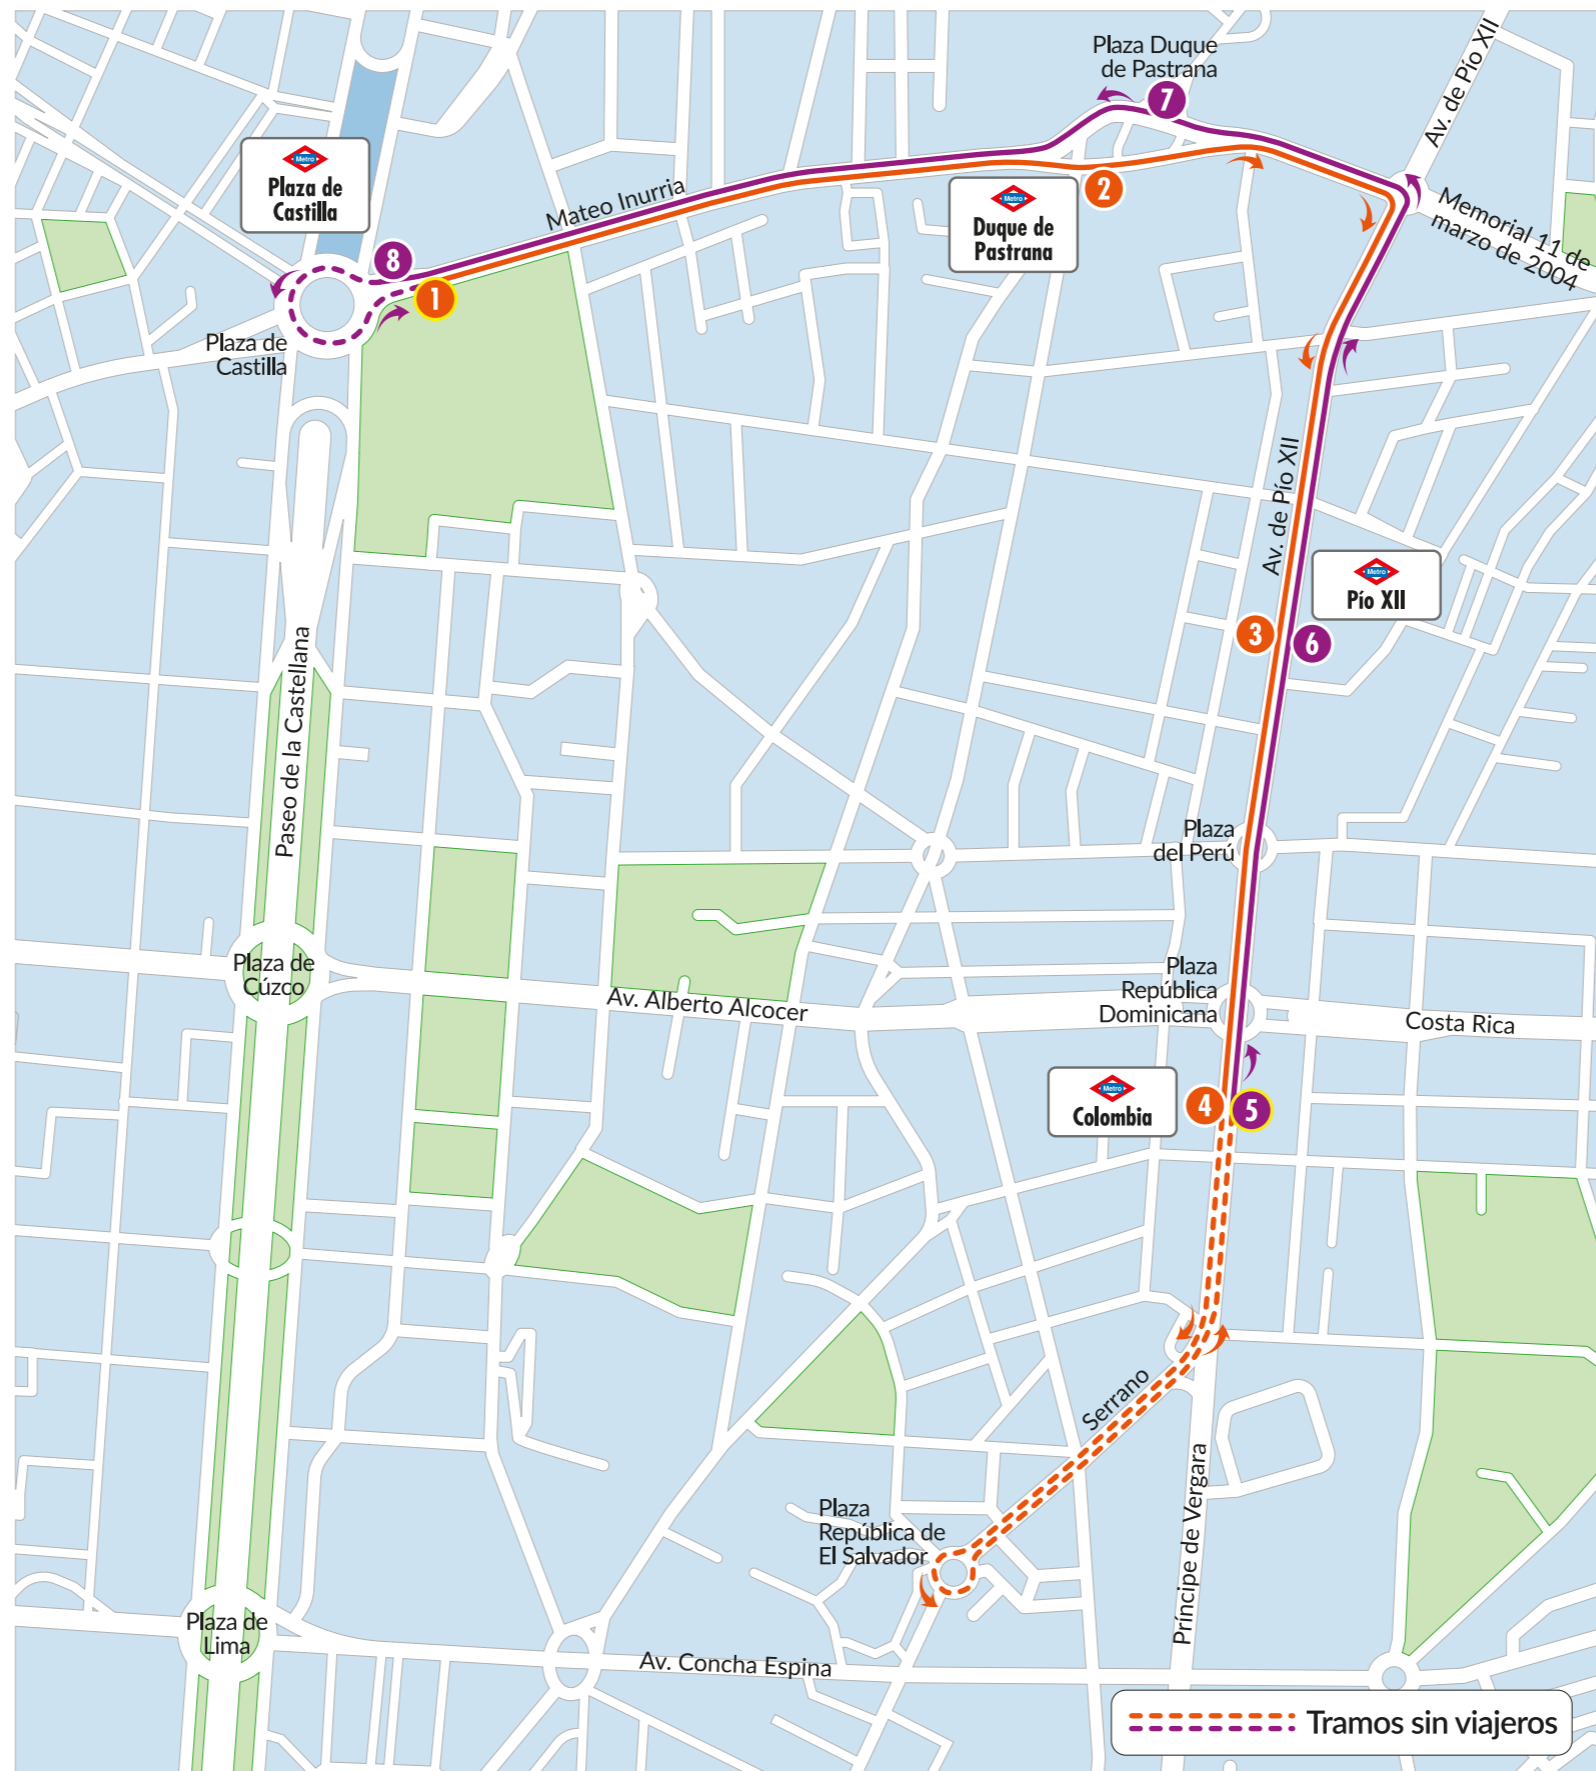 Plaza Duque
de Pastrana
7
Av. de Pío XII
Metro
Plaza de
Castilla
Mateo Inurria
2
Metro
Duque de
Pastrana
Memorial 11 de
marzo de 2004
8
1
Plaza de
Castilla
Av. de Pío XII
Metro
Pío XII
3
6
Paseo de la Castellana
Plaza
del Perú
Plaza de
Cúzco
Av. Alberto Alcocer
Plaza
República
Dominicana
Costa Rica
Metro
Colombia
4
5
Serrano
Príncipe de Vergara
Plaza
República de
El Salvador
Plaza de
Lima
Av. Concha Espina
Tramos sin viajeros